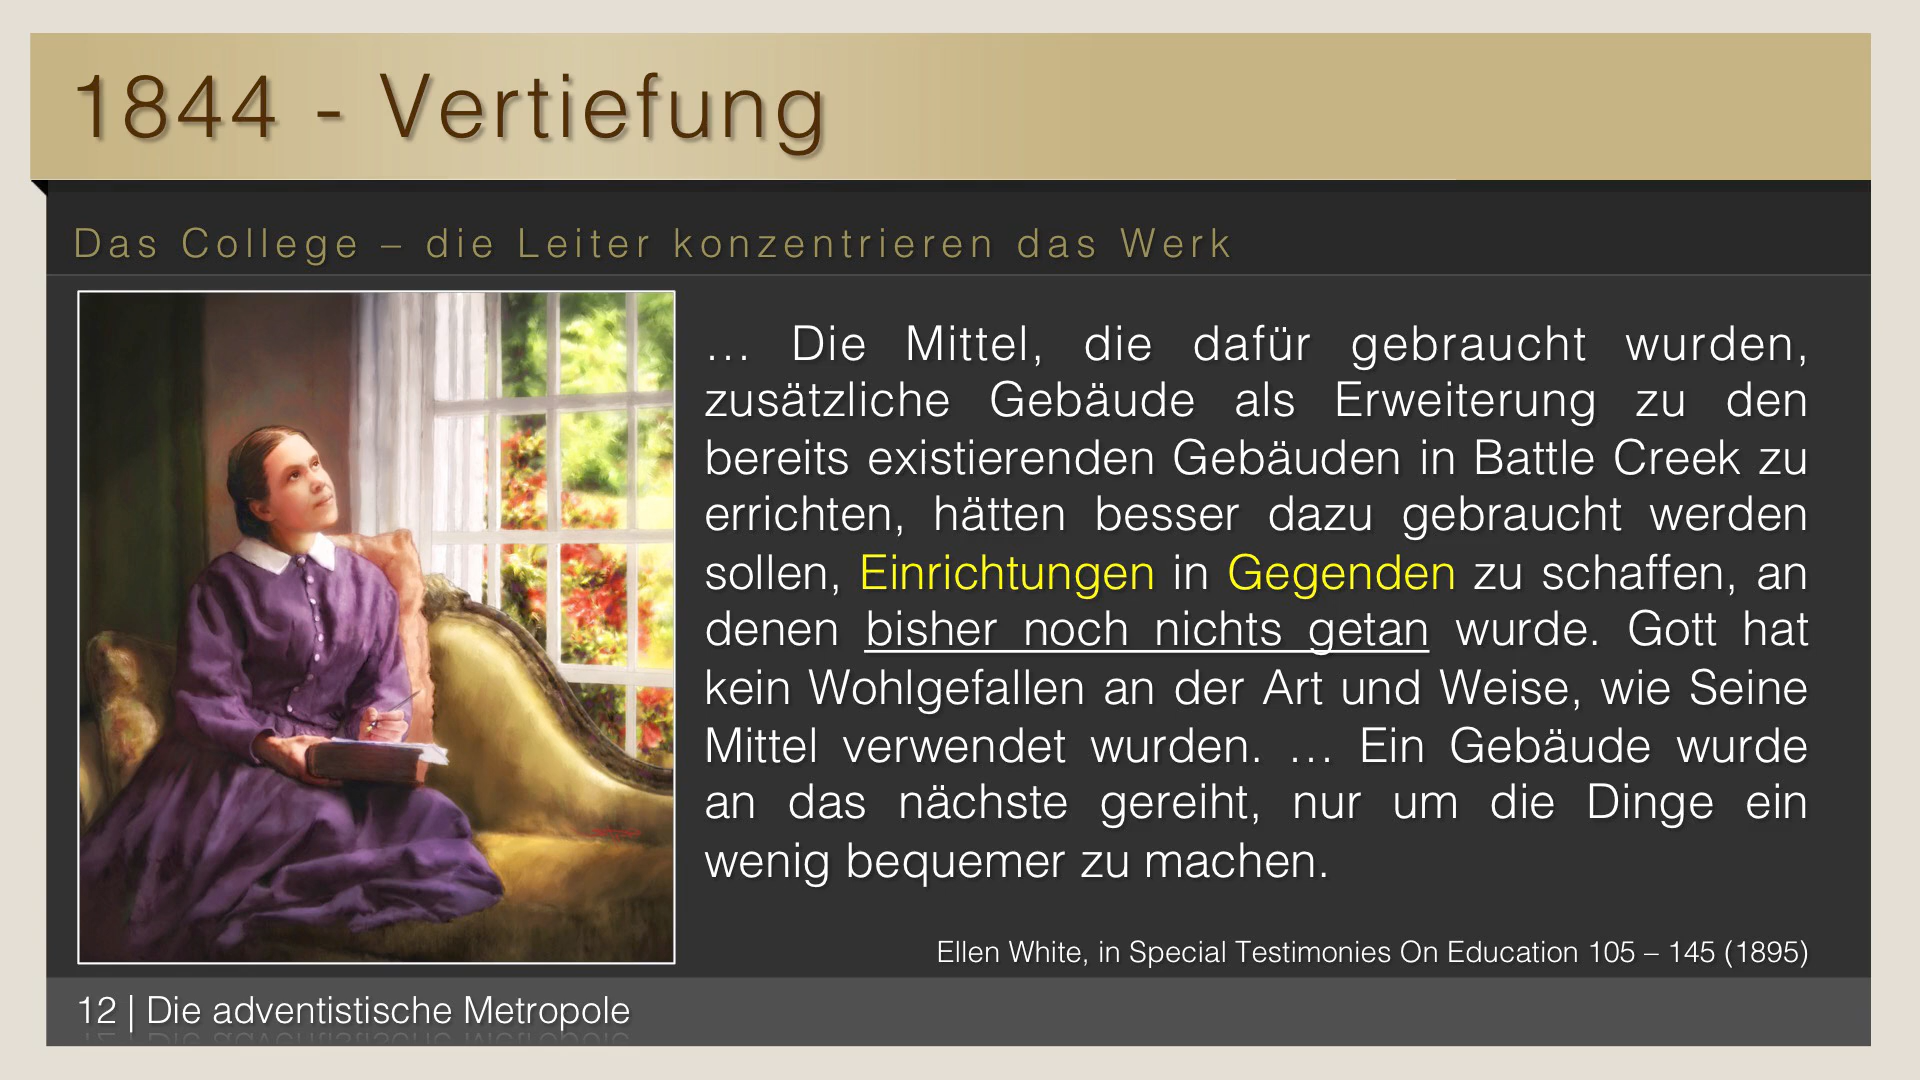 1844 - Vertiefung
Das College – die Leiter konzentrieren das Werk
… Die Mittel, die dafür gebraucht wurden,
zusätzliche Gebäude als Erweiterung zu den
bereits existierenden Gebäuden in Battle Creek zu
errichten, hätten besser dazu gebraucht werden
sollen, Einrichtungen in Gegenden zu schaffen, an
denen bisher noch nichts getan wurde. Gott hat
kein Wohlgefallen an der Art und Weise, wie Seine
Mittel verwendet wurden. … Ein Gebäude wurde
an das nächste gereiht, nur um die Dinge ein
wenig bequemer zu machen.
Ellen White, in Special Testimonies On Education 105 – 145 (1895)
12 | Die adventistische Metropole